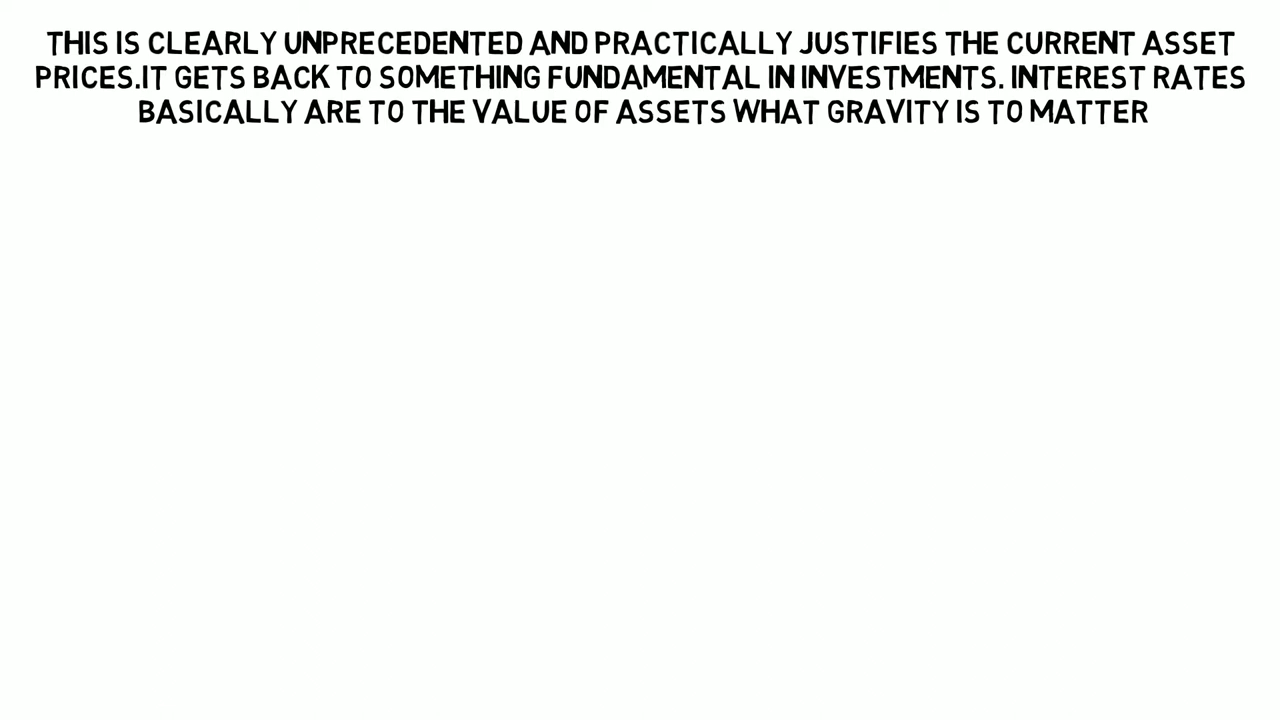 THIS IS CLEARLY UNPRECEDENTED AND PRACTICALLY JUSTIFIES THE CURRENT ASSET
PRICES.IT GETS BACK TO SOMETHING FUNDAMENTAL IN INVESTMENTS. INTEREST RATES
BASICALLY ARE TO THE VALUE OF ASSETS WHAT GRAVITY IS TO MATTER